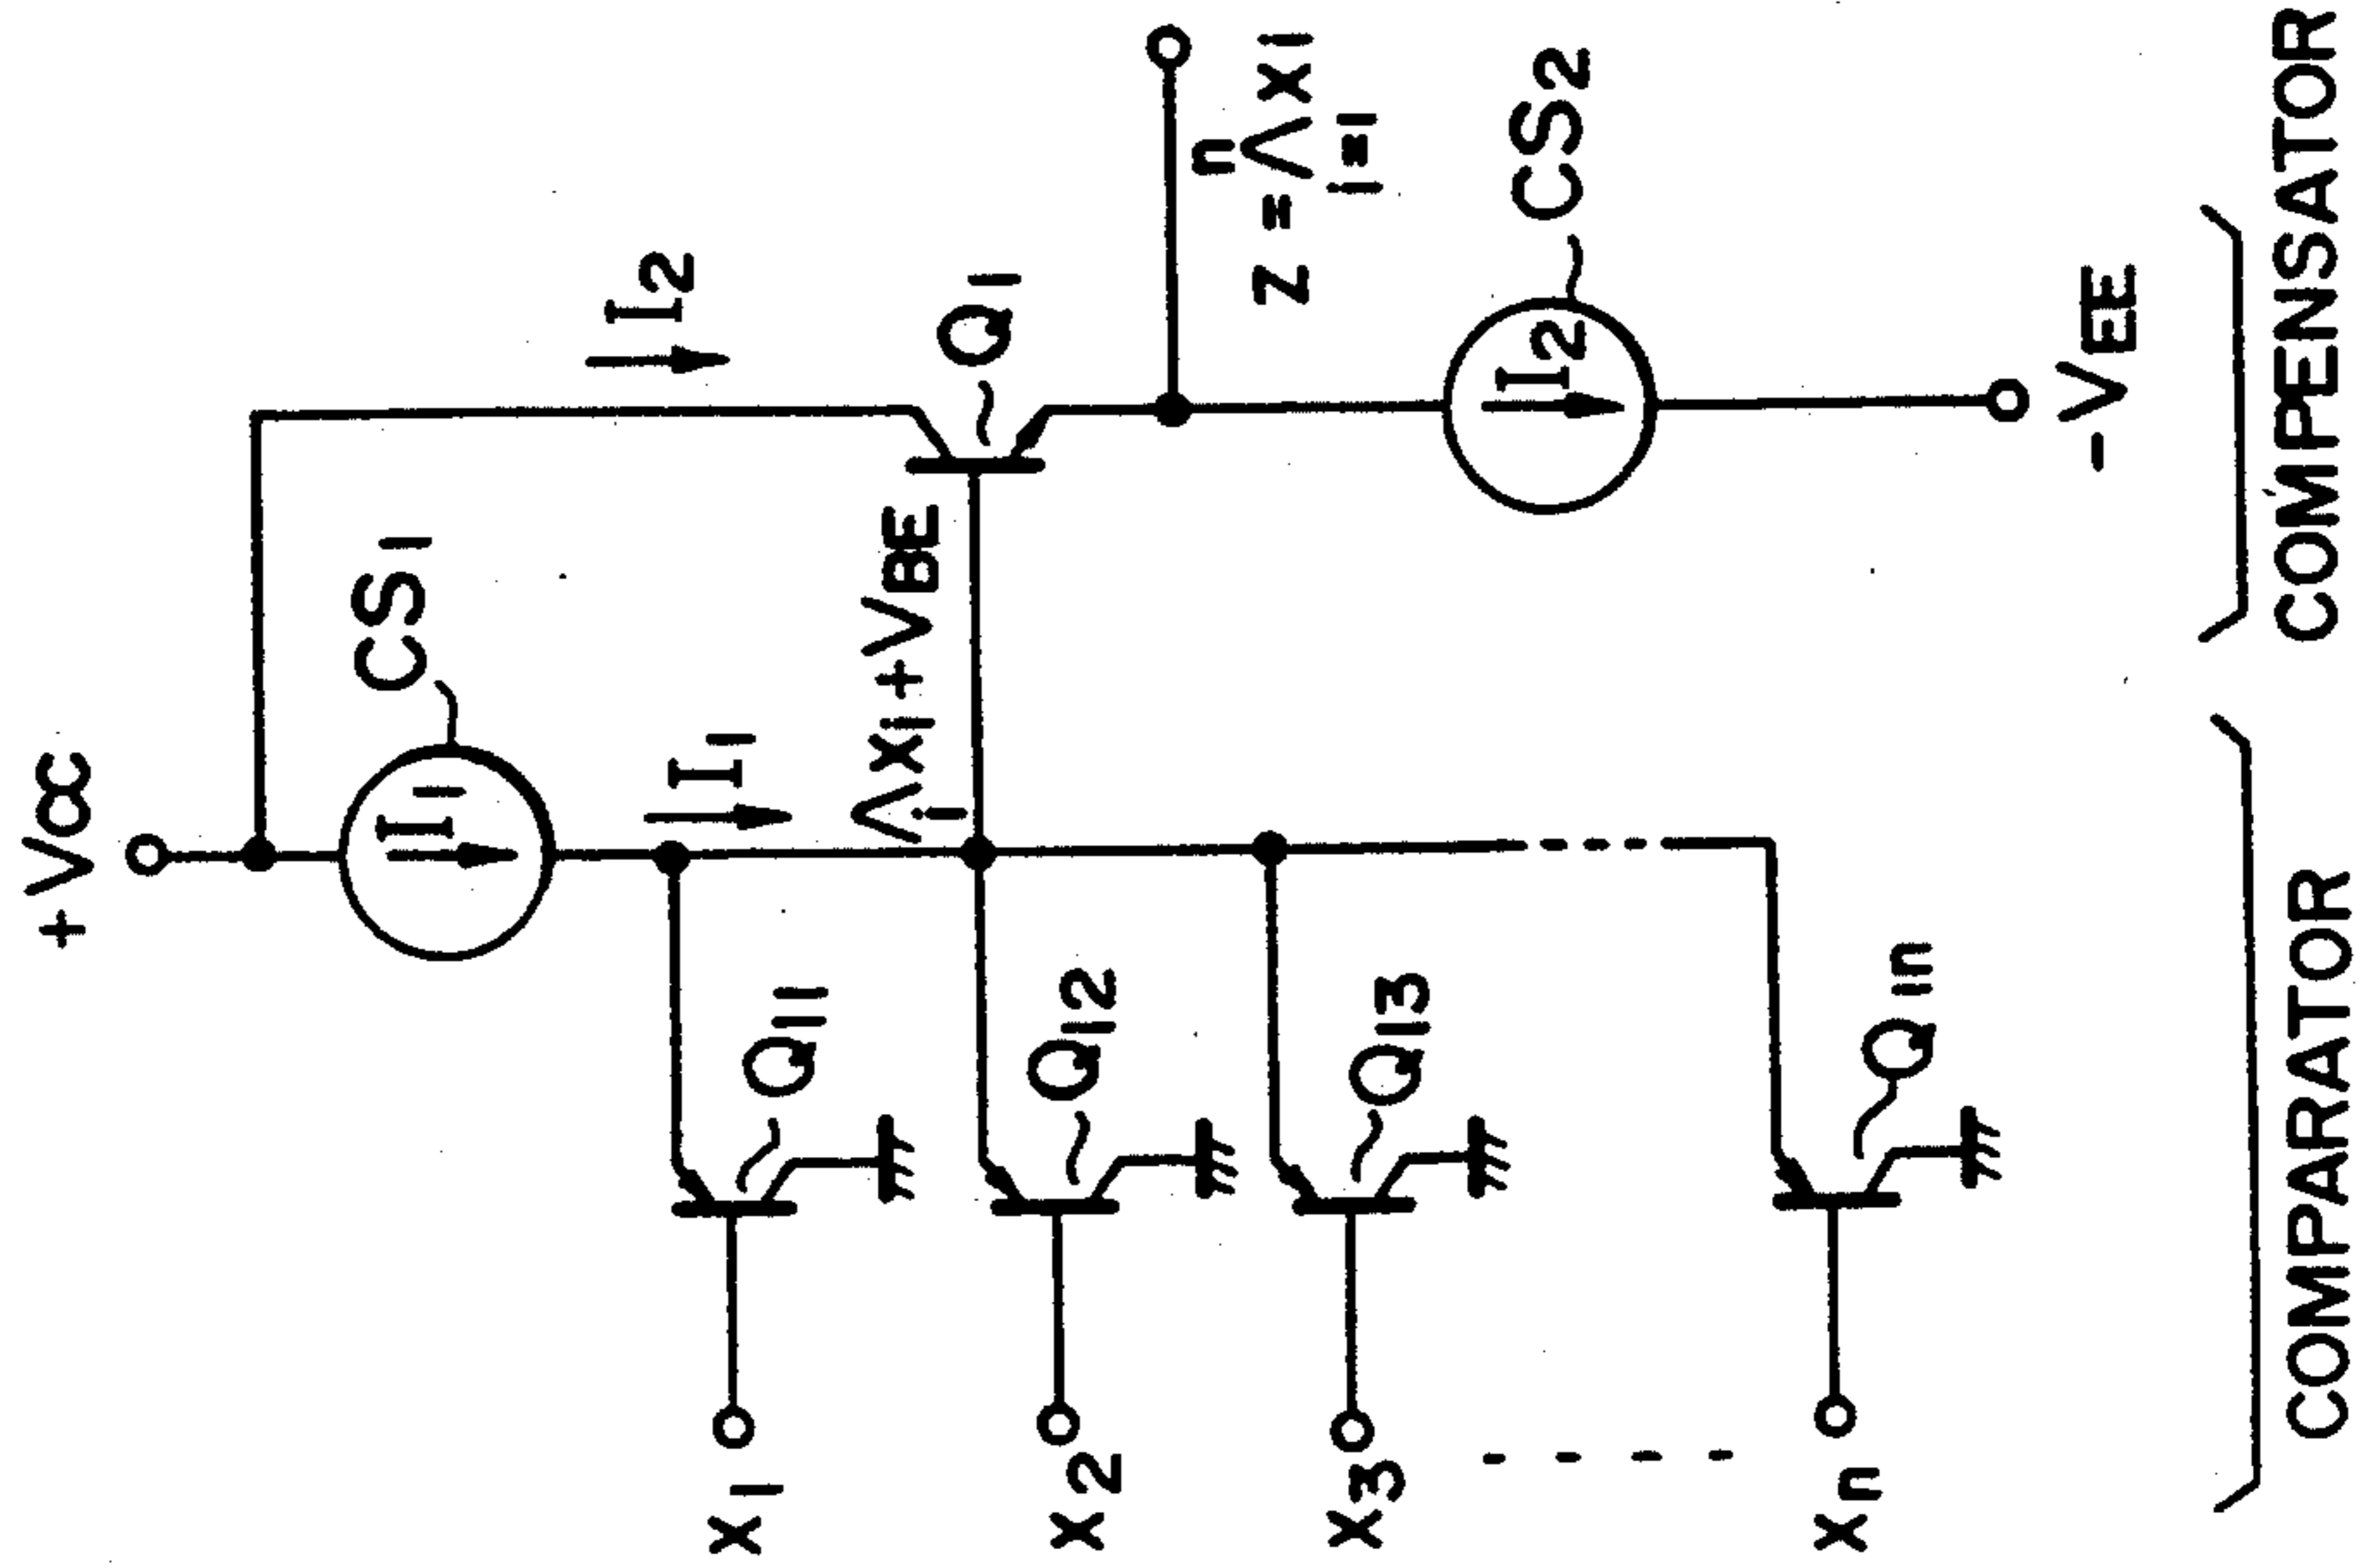 +VCC
CS1
I1
I1
I2
Λxi+VBE
i
Q1
n
Z = Λ xi
i=1
I2
CS2
-VEE
x1
Q11
x2
Q12
x3
Q13
xn
Q1n
COMPARATOR
COMPENSATOR